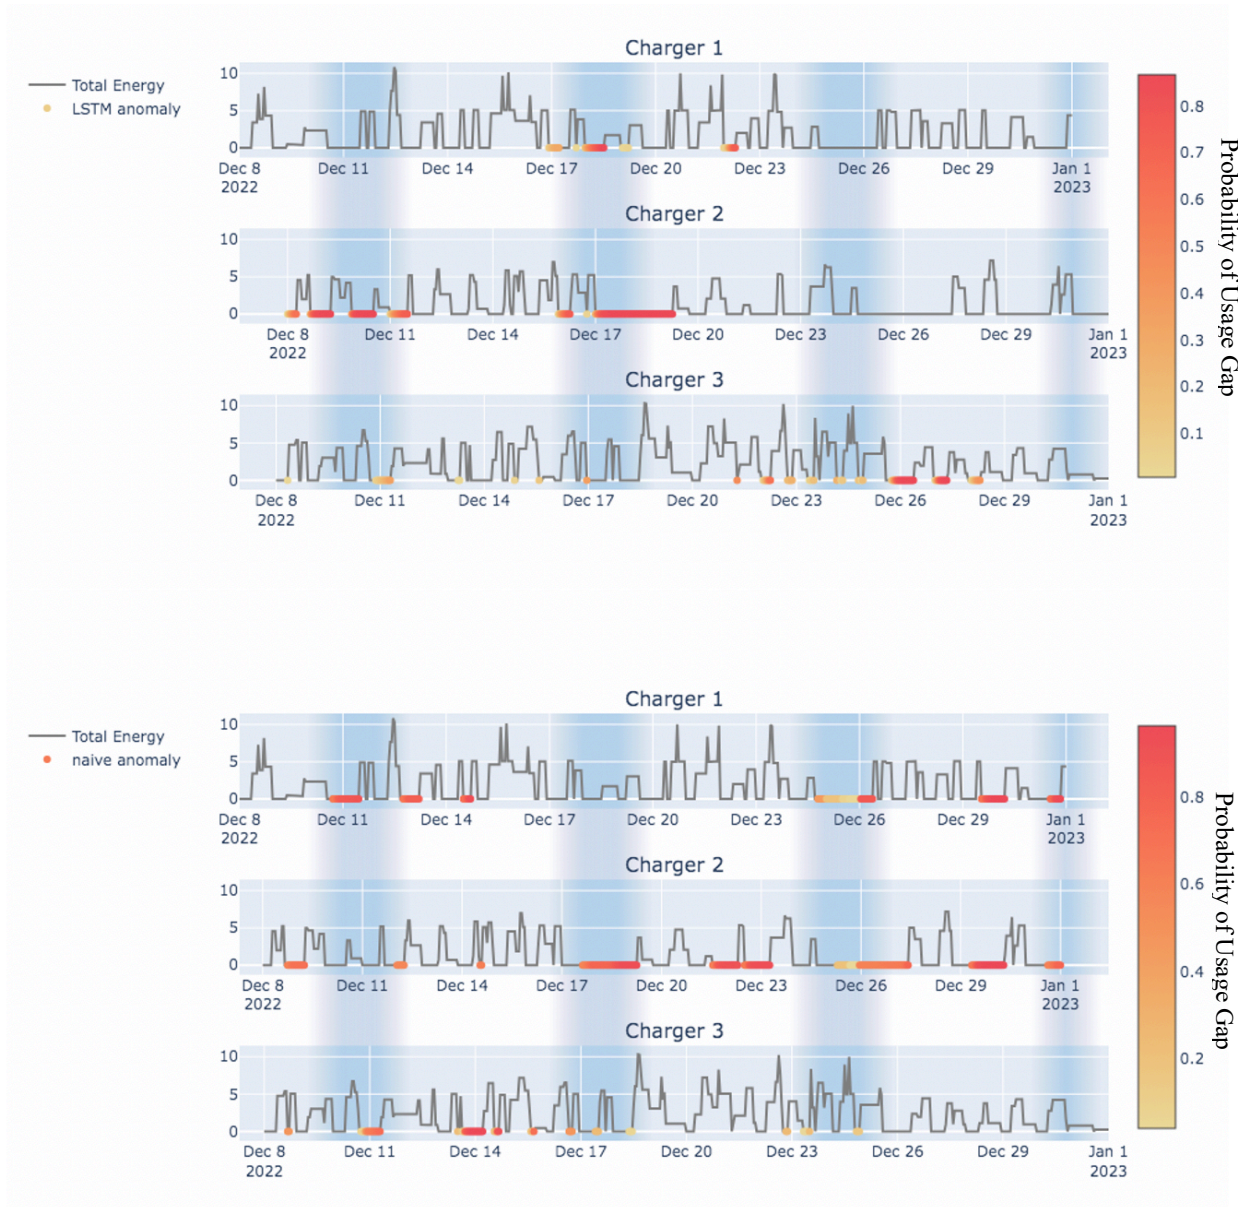 Charger 1
Total Energy
LSTM anomaly
10
5
0
Dec 8 Dec 11 Dec 14 Dec 17 Dec 20 Dec 23 Dec 26 Dec 29 Jan 1
2022 2023
Charger 2
10
5
0
Dec 8 Dec 11 Dec 14 Dec 17 Dec 20 Dec 23 Dec 26 Dec 29 Jan 1
2022 2023
Charger 3
10
5
0
Dec 8 Dec 11 Dec 14 Dec 17 Dec 20 Dec 23 Dec 26 Dec 29 Jan 1
2022 2023
0.8
0.7
0.6
0.5
0.4
0.3
0.2
0.1
Probability of Usage Gap
Charger 1
Total Energy
naive anomaly
10
5
0
Dec 8 Dec 11 Dec 14 Dec 17 Dec 20 Dec 23 Dec 26 Dec 29 Jan 1
2022 2023
Charger 2
10
5
0
Dec 8 Dec 11 Dec 14 Dec 17 Dec 20 Dec 23 Dec 26 Dec 29 Jan 1
2022 2023
Charger 3
10
5
0
Dec 8 Dec 11 Dec 14 Dec 17 Dec 20 Dec 23 Dec 26 Dec 29 Jan 1
2022 2023
0.8
0.6
0.4
0.2
Probability of Usage Gap